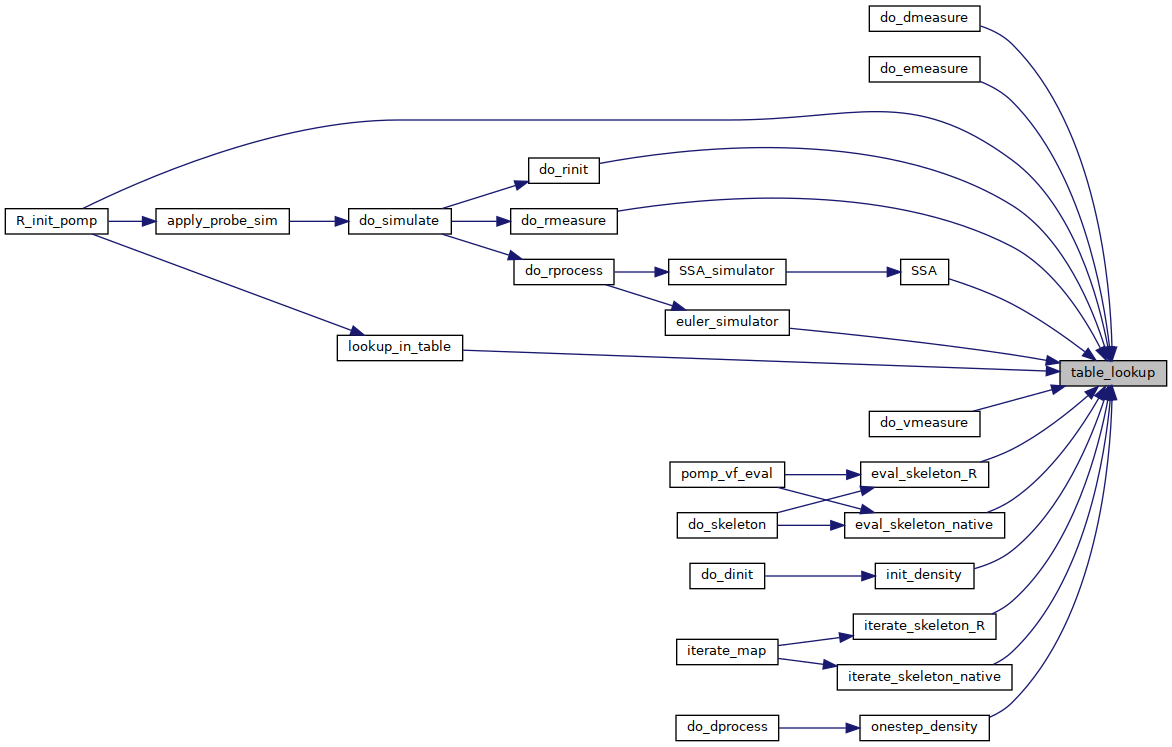 do_dmeasure
do_emeasure
do_rinit
R_init_pomp
apply_probe_sim
do_simulate
do_rmeasure
do_rprocess
SSA_simulator
SSA
euler_simulator
lookup_in_table
table_lookup
do_vmeasure
pomp_vf_eval
eval_skeleton_R
do_skeleton
eval_skeleton_native
do_dinit
init_density
iterate_skeleton_R
iterate_map
iterate_skeleton_native
do_dprocess
onestep_density